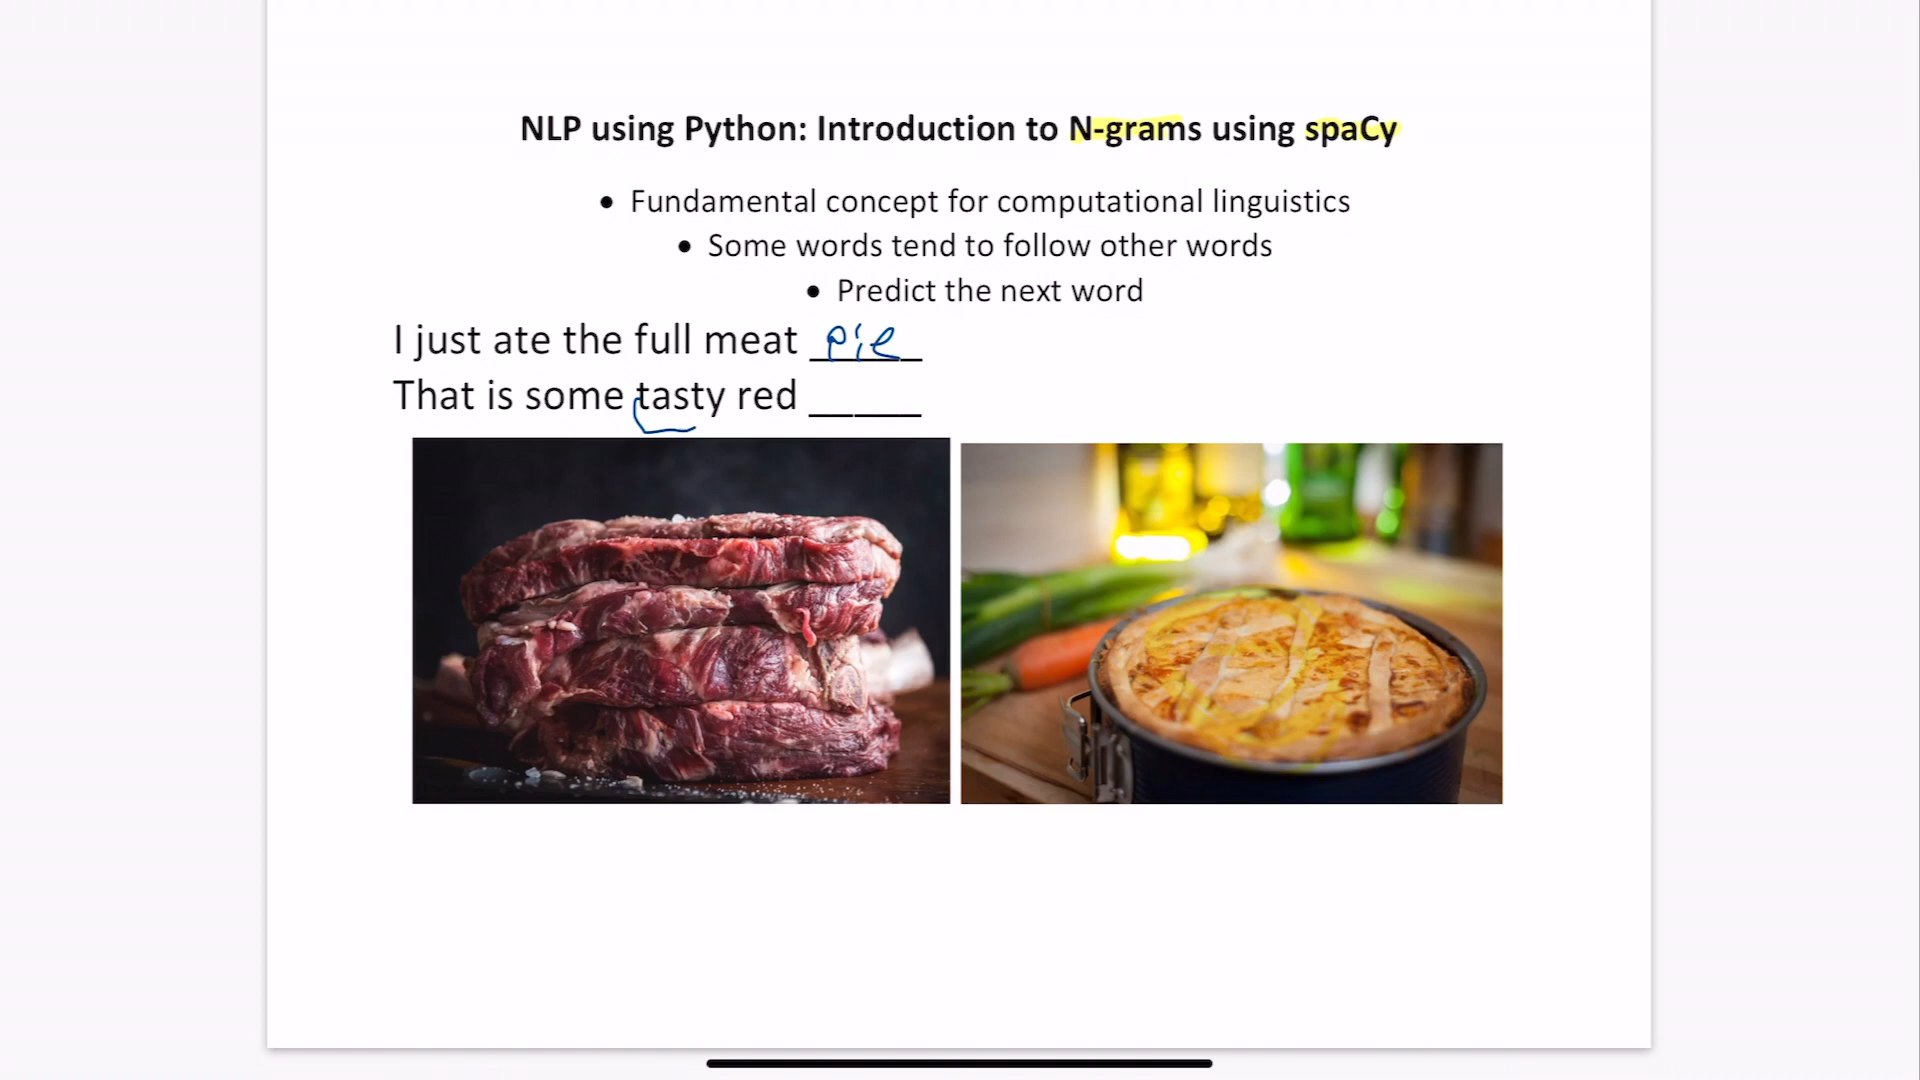 NLP using Python: Introduction to N-grams using spaCy
• Fundamental concept for computational linguistics
• Some words tend to follow other words
• Predict the next word
I just ate the full meat pie
That is some tasty red _____